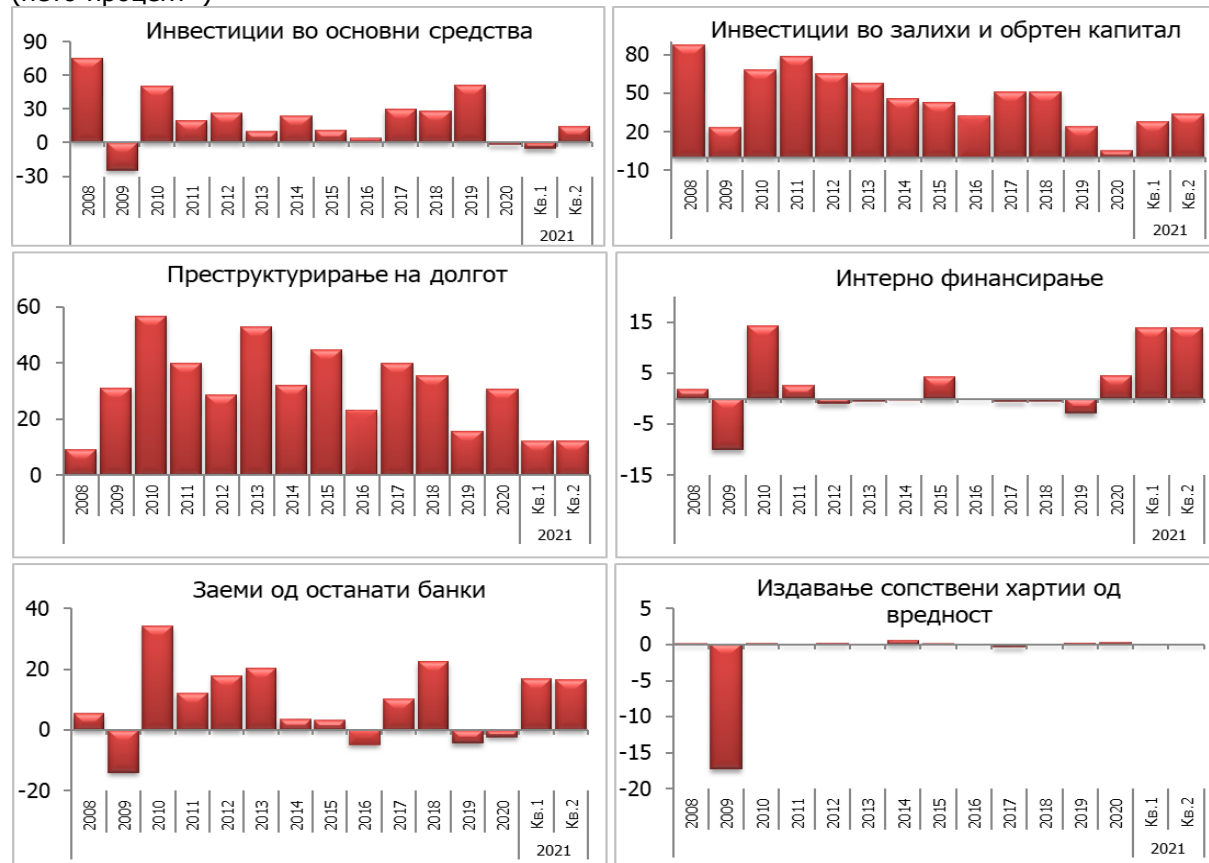 Инвестиции во основни средства
90
60
30
0
-30
2008 2009 2010 2011 2012 2013 2014 2015 2016 2017 2018 2019 2020 Кв.1 Кв.2
2021
Инвестиции во залихи и обртен капитал
80
50
20
-10
2008 2009 2010 2011 2012 2013 2014 2015 2016 2017 2018 2019 2020 Кв.1 Кв.2
2021
Преструктурирање на долгот
60
40
20
0
2008 2009 2010 2011 2012 2013 2014 2015 2016 2017 2018 2019 2020 Кв.1 Кв.2
2021
Интерно финансирање
15
5
-5
-15
2008 2009 2010 2011 2012 2013 2014 2015 2016 2017 2018 2019 2020 Кв.1 Кв.2
2021
Заеми од останати банки
40
20
0
-20
2008 2009 2010 2011 2012 2013 2014 2015 2016 2017 2018 2019 2020 Кв.1 Кв.2
2021
Издавање сопствени хартии од
вредност
5
0
-5
-10
-15
-20
2008 2009 2010 2011 2012 2013 2014 2015 2016 2017 2018 2019 2020 Кв.1 Кв.2
2021